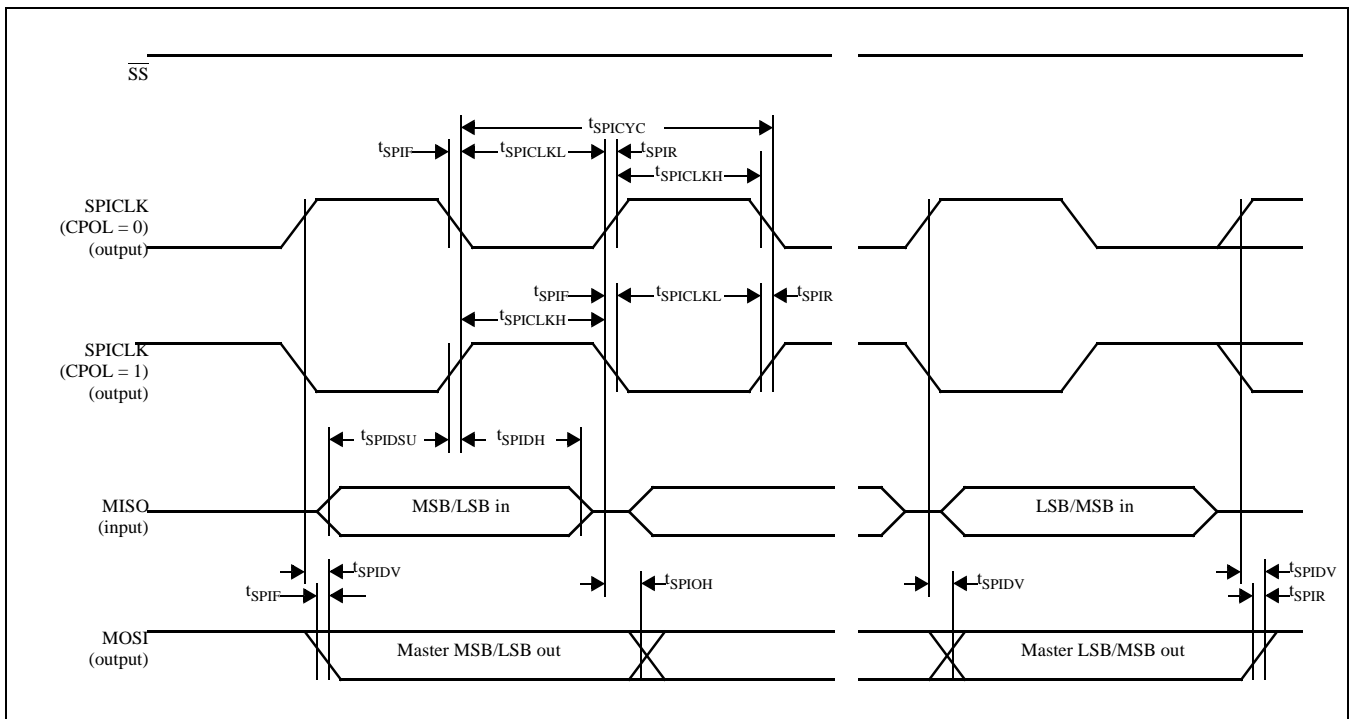 SS
tSPICYC
tSPIF
tSPICLKL
tSPIR
tSPICLKH
SPICLK
(CPOL = 0)
(output)
tSPIF
tSPICLKL
tSPIR
tSPICLKH
SPICLK
(CPOL = 1)
(output)
tSPIDSU
tSPIDH
MISO
(input)
MSB/LSB in
LSB/MSB in
tSPIDV
tSPIF
tSPIOH
tSPIDV
tSPIDV
tSPIR
MOSI
(output)
Master MSB/LSB out
Master LSB/MSB out